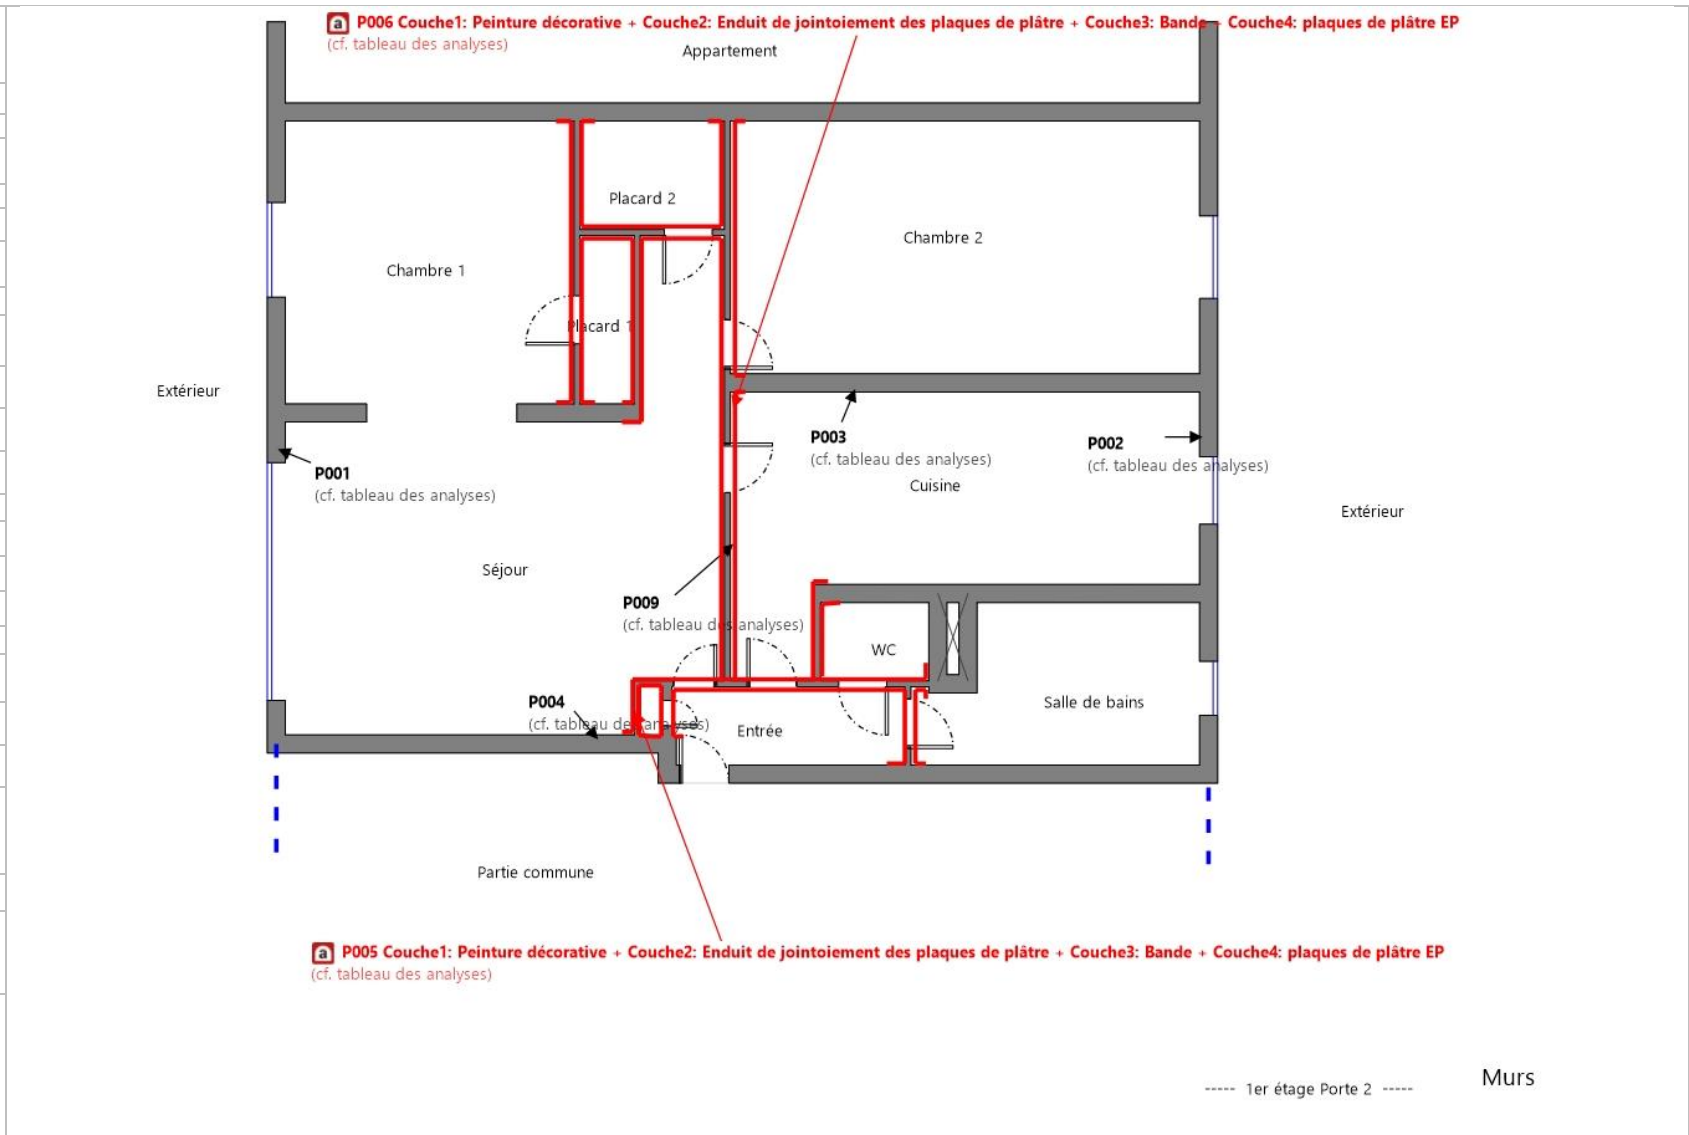 a P006 Couche1: Peinture décorative + Couche2: Enduit de jointoiement des plaques de plâtre + Couche3: Bande + Couche4: plaques de plâtre EP
(cf. tableau des analyses)
Appartement
Placard 2
Chambre 2
Chambre 1
Placard 1
Extérieur
P003
(cf. tableau des analyses)
P002
(cf. tableau des analyses)
P001
(cf. tableau des analyses)
Cuisine
Extérieur
Séjour
P009
(cf. tableau des analyses)
WC
P004
(cf. tableau des analyses)
Salle de bains
Entrée
Partie commune
a P005 Couche1: Peinture décorative + Couche2: Enduit de jointoiement des plaques de plâtre + Couche3: Bande + Couche4: plaques de plâtre EP
(cf. tableau des analyses)
Murs
----- 1er étage Porte 2 -----